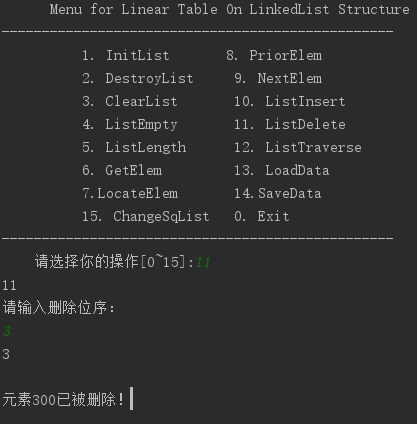 Menu for Linear Table On LinkedList Structure
-------------------------------------------------
1. InitList 8. PriorElem
2. DestroyList 9. NextElem
3. ClearList 10. ListInsert
4. ListEmpty 11. ListDelete
5. ListLength 12. ListTraverse
6. GetElem 13. LoadData
7.LocateElem 14.SaveData
15. ChangeSqList 0. Exit
-------------------------------------------------
请选择你的操作[0~15]:11
11
请输入删除位序:
3
3
元素300已被删除!